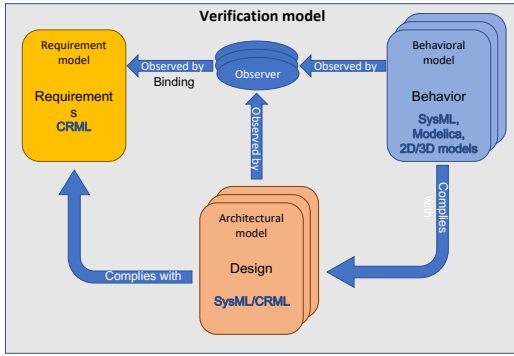 Verification model
Requirement
model
Requirement
s
CRML
Observed by
Binding
Observer
Observed by
Behavioral model
Behavior
SysML,
Modelica,
2D/3D models
Observed by
Complies
with
Architectural
model
Design
SysML/CRML
Complies with